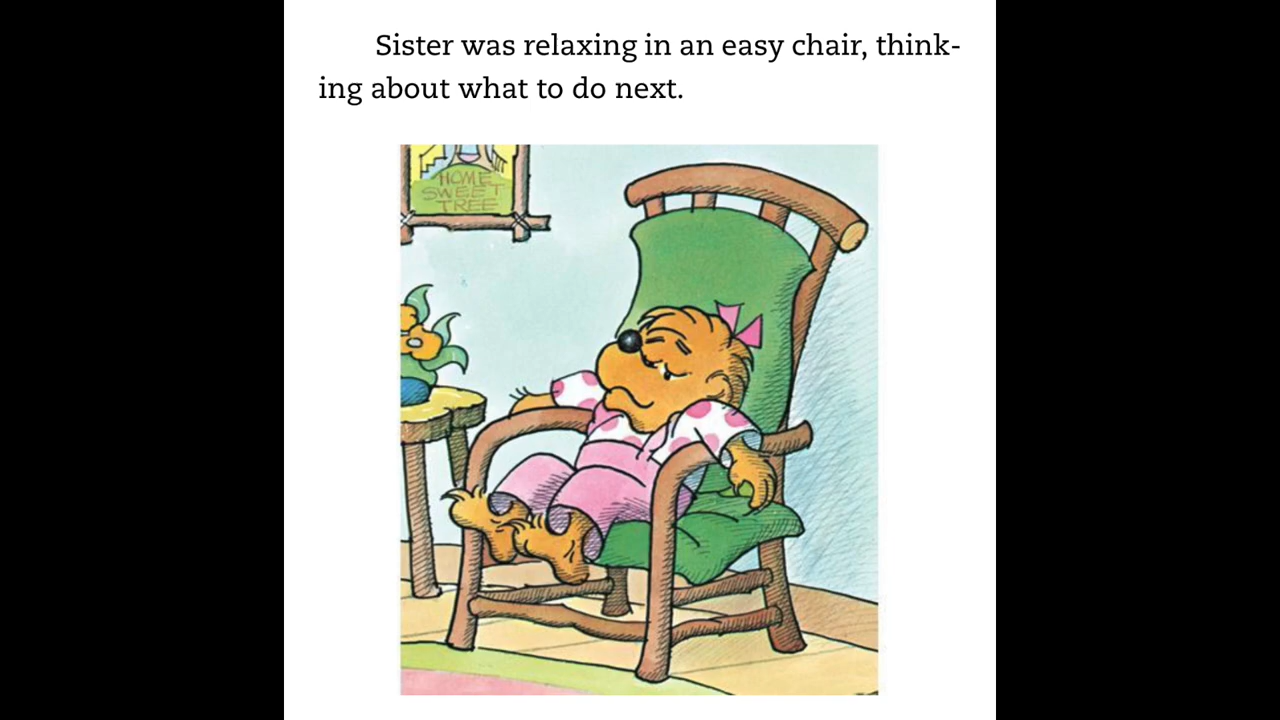 Sister was relaxing in an easy chair, think-
ing about what to do next.
HOME
SWEET
TREE